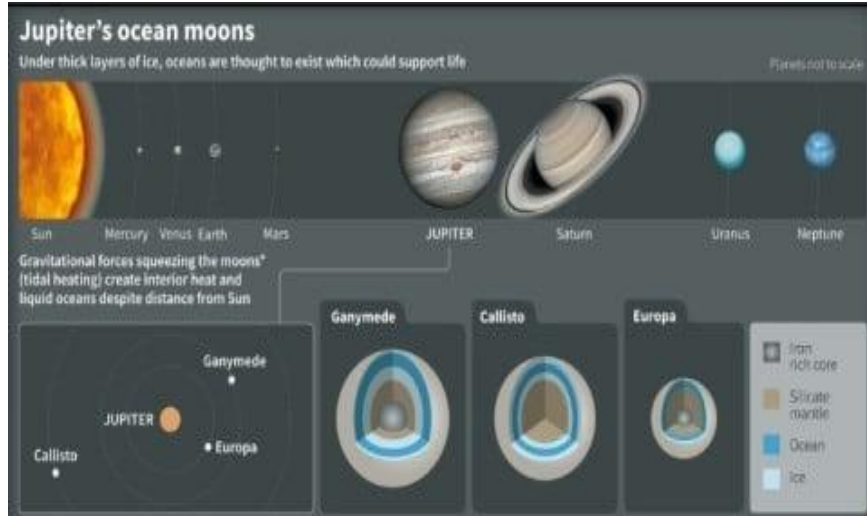 Jupiter's ocean moons
Under thick layers of ice, oceans are thought to exist which could support life
Planets not to scale
Sun
Mercury
Venus
Earth
Mars
JUPITER
Saturn
Uranus
Neptune
Gravitational forces squeezing the moons*
(tidal heating) create interior heat and
liquid oceans despite distance from Sun
Ganymede
JUPITER
Europa
Callisto
Ganymede
Callisto
Europa
Iron
rich core
Silicate
mantle
Ocean
Ice